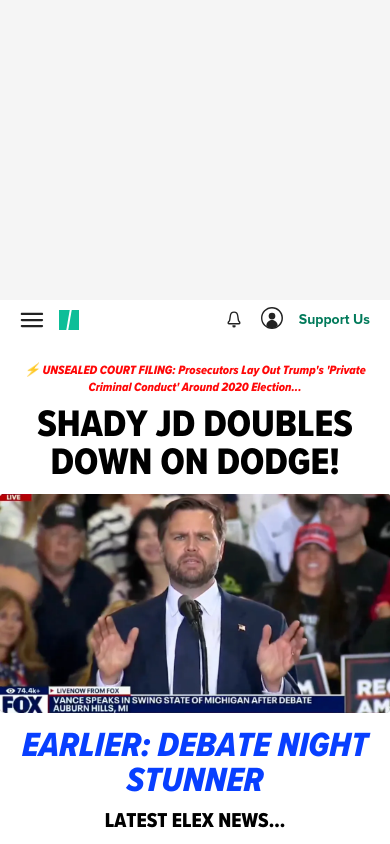 Support Us
⚡ UNSEALED COURT FILING: Prosecutors Lay Out Trump's 'Private
Criminal Conduct' Around 2020 Election...
SHADY JD DOUBLES
DOWN ON DODGE!
LIVE
74.4k+
LIVENOW FROM FOX
FOX
VANCE SPEAKS IN SWING STATE OF MICHIGAN AFTER DEBATE
AUBURN HILLS, MI
EARLIER: DEBATE NIGHT
STUNNER
LATEST ELEX NEWS...